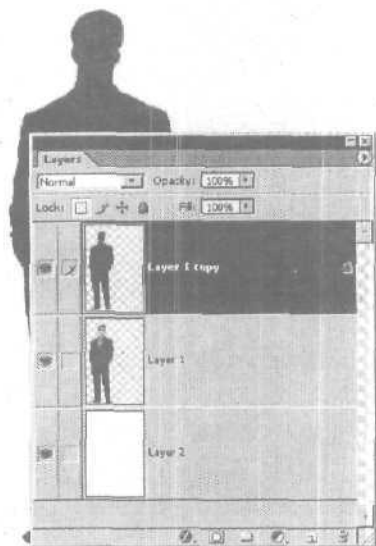 Layers
Normal Opacity: 100%
Lock: Fill: 100%
Layer 1 copy
Layer 1
Layer 2